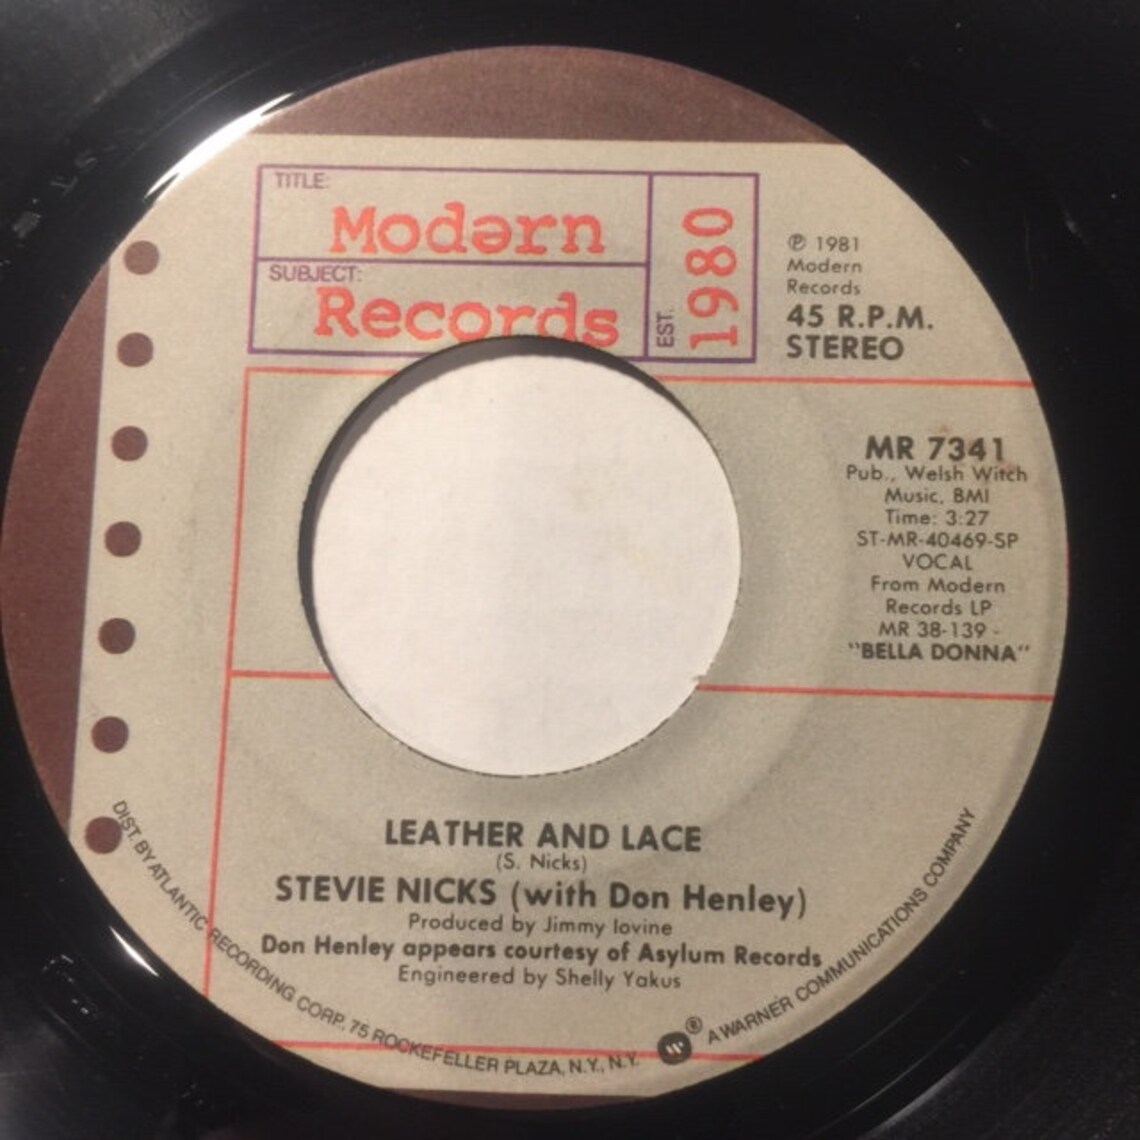 TITLE:
Modərn
SUBJECT:
Records
EST. 1980
℗ 1981
Modern
Records
45 R.P.M.
STEREO
MR 7341
Pub., Welsh Witch
Music, BMI
Time: 3:27
ST-MR-40469-SP
VOCAL
From Modern
Records LP
MR 38-139 -
"BELLA DONNA"
LEATHER AND LACE
(S. Nicks)
STEVIE NICKS (with Don Henley)
Produced by Jimmy Iovine
Don Henley appears courtesy of Asylum Records
Engineered by Shelly Yakus
DIST. BY ATLANTIC RECORDING CORP. 75 ROCKEFELLER PLAZA, N.Y., N.Y. W ® A WARNER COMMUNICATIONS COMPANY